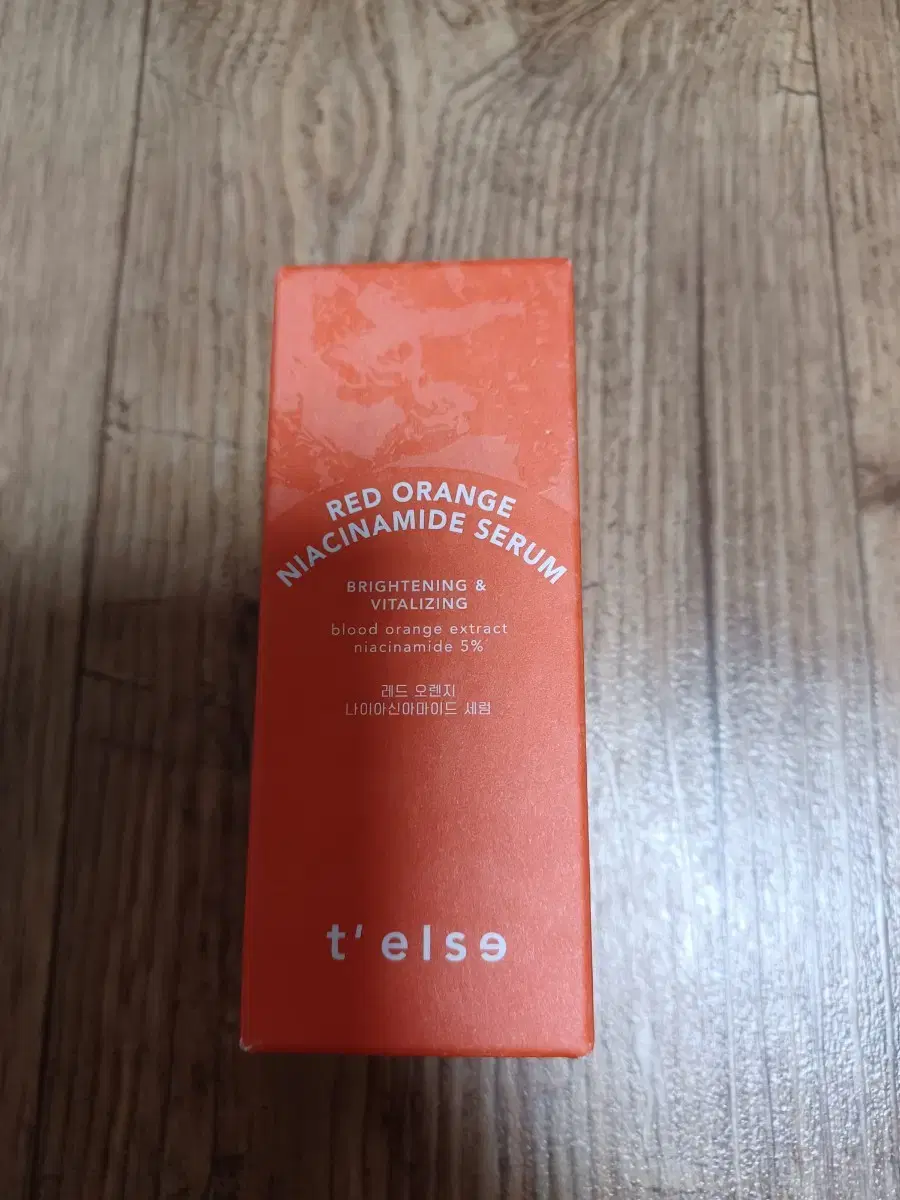 RED ORANGE
NIACINAMIDE SERUM
BRIGHTENING &
VITALIZING
blood orange extract
niacinamide 5%
레드 오렌지
나이아신아마이드 세럼
t' else